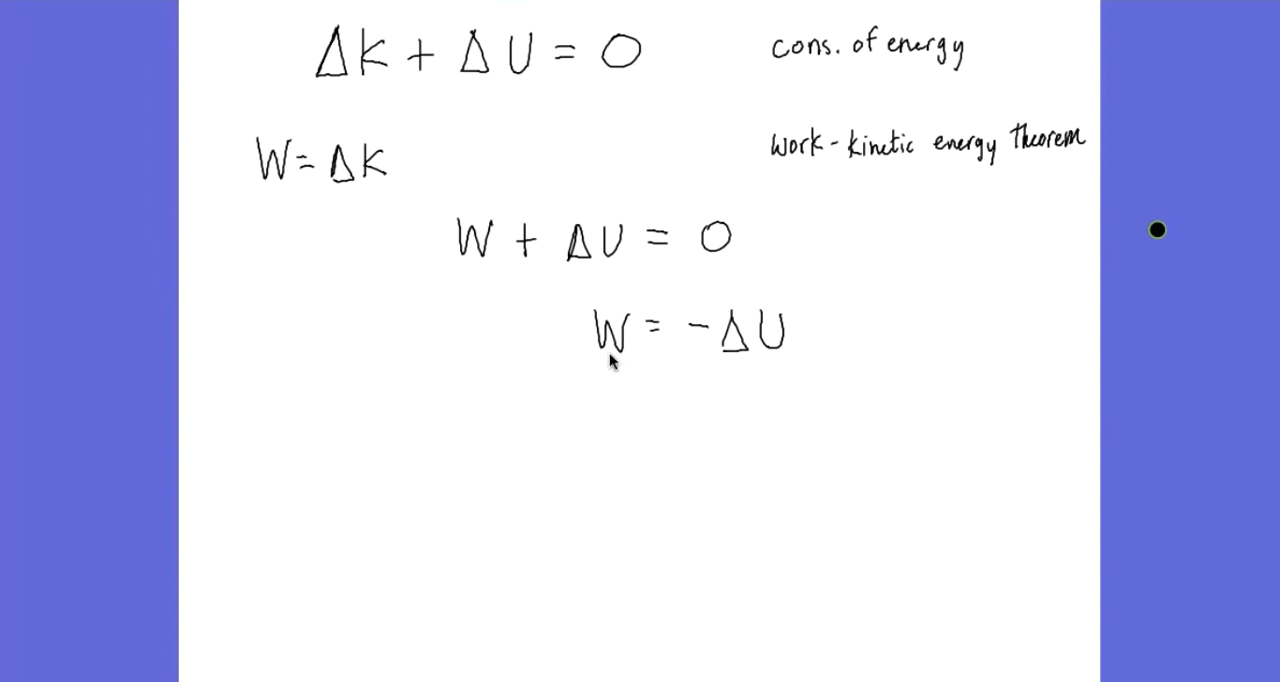 ΔK + ΔU = 0 cons. of energy
W = ΔK work - kinetic energy theorem
W + ΔU = 0
W = -ΔU